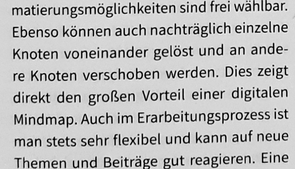 matierungsmöglichkeiten sind frei wählbar.
Ebenso können auch nachträglich einzelne
Knoten voneinander gelöst und an ande-
re Knoten verschoben werden. Dies zeigt
direkt den großen Vorteil einer digitalen
Mindmap. Auch im Erarbeitungsprozess ist
man stets sehr flexibel und kann auf neue
Themen und Beiträge gut reagieren. Eine